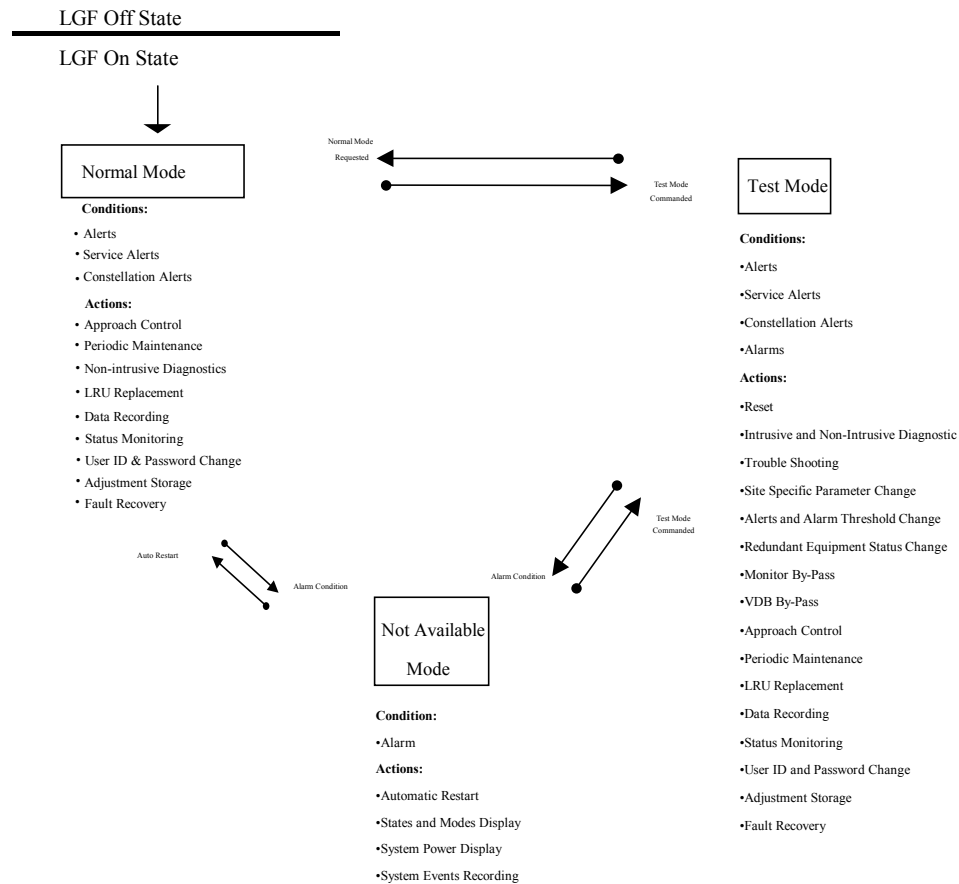 LGF Off State
LGF On State
Normal Mode
Conditions:
• Alerts
• Service Alerts
• Constellation Alerts
Actions:
• Approach Control
• Periodic Maintenance
• Non-intrusive Diagnostics
• LRU Replacement
• Data Recording
• Status Monitoring
• User ID & Password Change
• Adjustment Storage
• Fault Recovery
Normal Mode
Requested
Test Mode
Commanded
Test Mode
Conditions:
•Alerts
•Service Alerts
•Constellation Alerts
•Alarms
Actions:
•Reset
•Intrusive and Non-Intrusive Diagnostic
•Trouble Shooting
•Site Specific Parameter Change
•Alerts and Alarm Threshold Change
•Redundant Equipment Status Change
•Monitor By-Pass
•VDB By-Pass
•Approach Control
•Periodic Maintenance
•LRU Replacement
•Data Recording
•Status Monitoring
•User ID and Password Change
•Adjustment Storage
•Fault Recovery
Auto Restart
Alarm Condition
Alarm Condition
Test Mode
Commanded
Not Available
Mode
Condition:
•Alarm
Actions:
•Automatic Restart
•States and Modes Display
•System Power Display
•System Events Recording